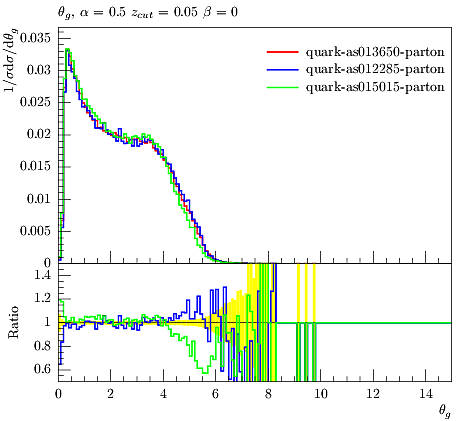 θg, α = 0.5 zcut = 0.05 β = 0
1/σdσ/dθg
0.035
0.03
0.025
0.02
0.015
0.01
0.005
0
quark-as013650-parton
quark-as012285-parton
quark-as015015-parton
Ratio
1.4
1.2
1
0.8
0.6
0 2 4 6 8 10 12 14
θg